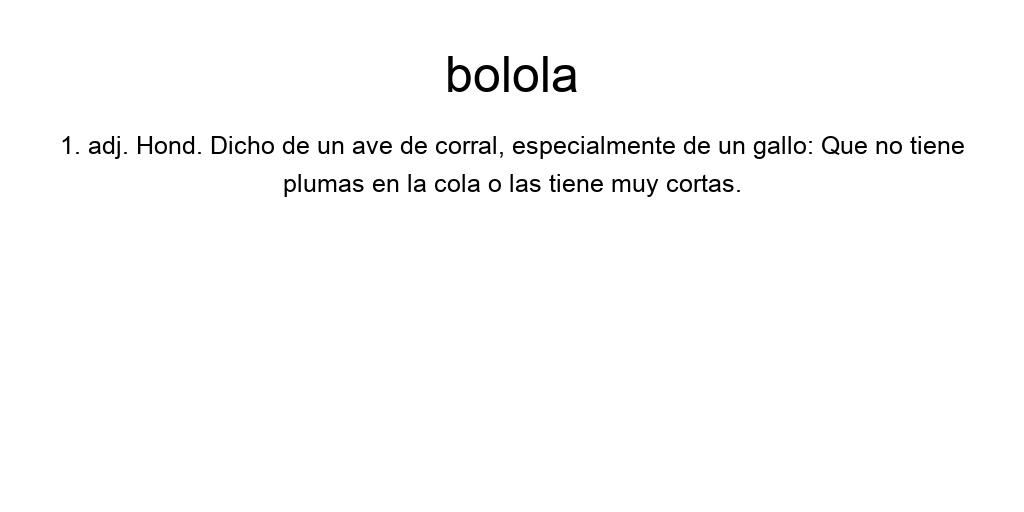 bolola
1. adj. Hond. Dicho de un ave de corral, especialmente de un gallo: Que no tiene
plumas en la cola o las tiene muy cortas.